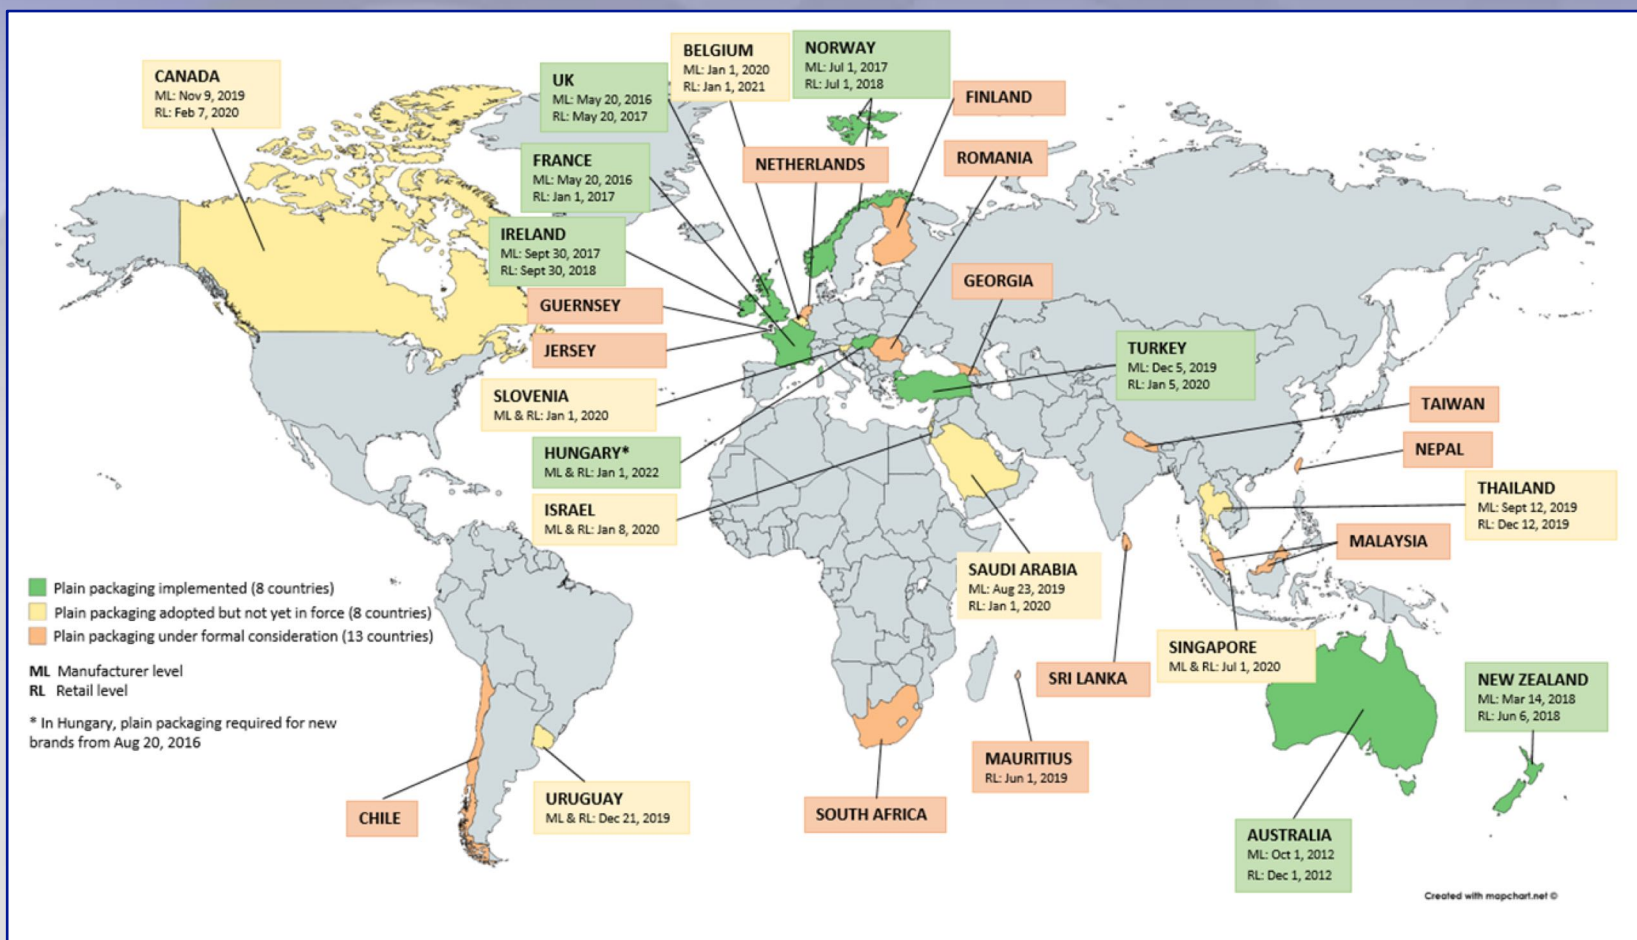 CANADA
ML: Nov 9, 2019
RL: Feb 7, 2020
UK
ML: May 20, 2016
RL: May 20, 2017
BELGIUM
ML: Jan 1, 2020
RL: Jan 1, 2021
NORWAY
ML: Jul 1, 2017
RL: Jul 1, 2018
FINLAND
FRANCE
ML: May 20, 2016
RL: Jan 1, 2017
NETHERLANDS
ROMANIA
IRELAND
ML: Sept 30, 2017
RL: Sept 30, 2018
GUERNSEY
JERSEY
GEORGIA
SLOVENIA
ML & RL: Jan 1, 2020
TURKEY
ML: Dec 5, 2019
RL: Jan 5, 2020
TAIWAN
NEPAL
HUNGARY*
ML & RL: Jan 1, 2022
ISRAEL
ML & RL: Jan 8, 2020
THAILAND
ML: Sept 12, 2019
RL: Dec 12, 2019
MALAYSIA
SAUDI ARABIA
ML: Aug 23, 2019
RL: Jan 1, 2020
SINGAPORE
ML & RL: Jul 1, 2020
SRI LANKA
NEW ZEALAND
ML: Mar 14, 2018
RL: Jun 6, 2018
MAURITIUS
RL: Jun 1, 2019
SOUTH AFRICA
URUGUAY
ML & RL: Dec 21, 2019
CHILE
AUSTRALIA
ML: Oct 1, 2012
RL: Dec 1, 2012
Plain packaging implemented (8 countries)
Plain packaging adopted but not yet in force (8 countries)
Plain packaging under formal consideration (13 countries)
ML Manufacturer level
RL Retail level
* In Hungary, plain packaging required for new
brands from Aug 20, 2016
Created with mapchart.net ©